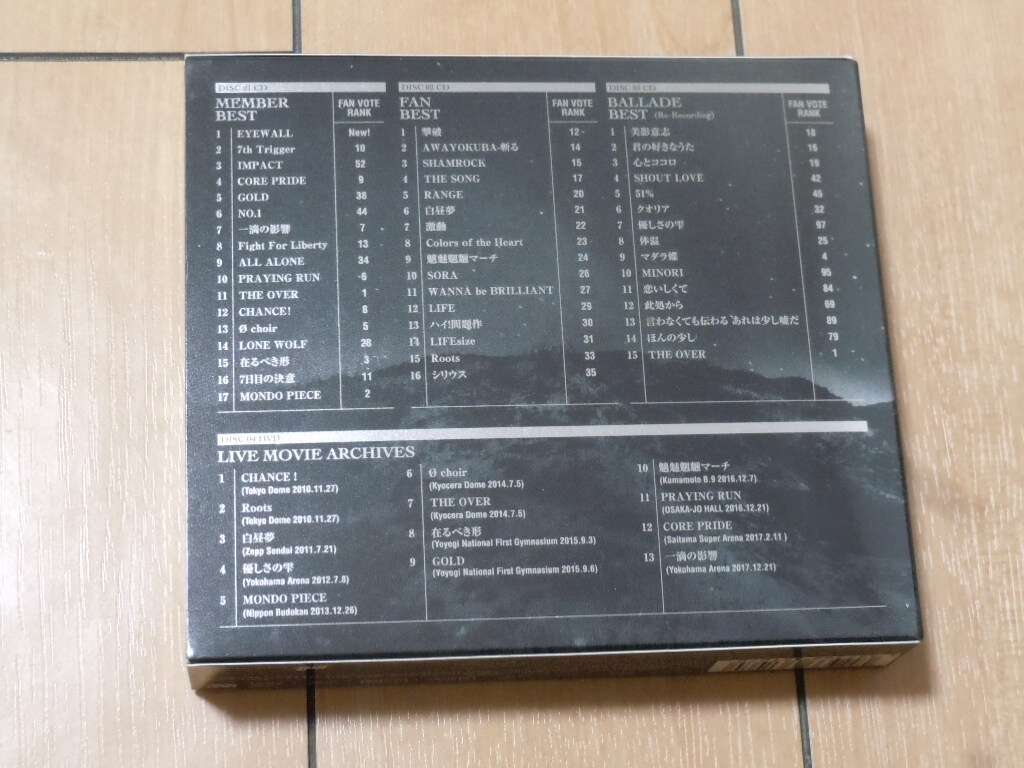 DISC 01 CD
MEMBER BEST FAN VOTE RANK
1 EYEWALL New!
2 7th Trigger 10
3 IMPACT 52
4 CORE PRIDE 9
5 GOLD 38
6 NO.1 44
7 一滴の影響 7
8 Fight For Liberty 13
9 ALL ALONE 34
10 PRAYING RUN 6
11 THE OVER 1
12 CHANCE! 8
13 Ø choir 5
14 LONE WOLF 28
15 在るべき形 3
16 7日目の決意 11
17 MONDO PIECE 2
DISC 02 CD
FAN BEST FAN VOTE RANK
1 撃破 12
2 AWAYOKUBA-斬る 14
3 SHAMROCK 15
4 THE SONG 17
5 RANGE 20
6 白昼夢 21
7 激動 22
8 Colors of the Heart 23
9 魑魅魍魎マーチ 24
10 SORA 26
11 WANNA be BRILLIANT 27
12 LIFE 29
13 ハイ!問題作 30
14 LIFEsize 31
15 Roots 33
16 シリウス 35
DISC 03 CD
BALLADE BEST (Re-Recording) FAN VOTE RANK
1 美影意志 18
2 君の好きなうた 16
3 心とココロ 19
4 SHOUT LOVE 42
5 51% 45
6 クオリア 32
7 優しさの雫 97
8 体温 25
9 マダラ蝶 4
10 MINORI 95
11 恋いしくて 84
12 此処から 69
13 言わなくても伝わる あれは少し嘘だ 89
14 ほんの少し 79
15 THE OVER 1
DISC 04 DVD
LIVE MOVIE ARCHIVES
1 CHANCE!
(Tokyo Dome 2010.11.27)
2 Roots
(Tokyo Dome 2010.11.27)
3 白昼夢
(Zepp Sendai 2011.7.21)
4 優しさの雫
(Yokohama Arena 2012.7.8)
5 MONDO PIECE
(Nippon Budokan 2013.12.26)
6 Ø choir
(Kyocera Dome 2014.7.5)
7 THE OVER
(Kyocera Dome 2014.7.5)
8 在るべき形
(Yoyogi National First Gymnasium 2015.9.3)
9 GOLD
(Yoyogi National First Gymnasium 2015.9.6)
10 魑魅魍魎マーチ
(Kumamoto B.9 2016.12.7)
11 PRAYING RUN
(OSAKA-JO HALL 2016.12.21)
12 CORE PRIDE
(Saitama Super Arena 2017.2.11)
13 一滴の影響
(Yokohama Arena 2017.12.21)